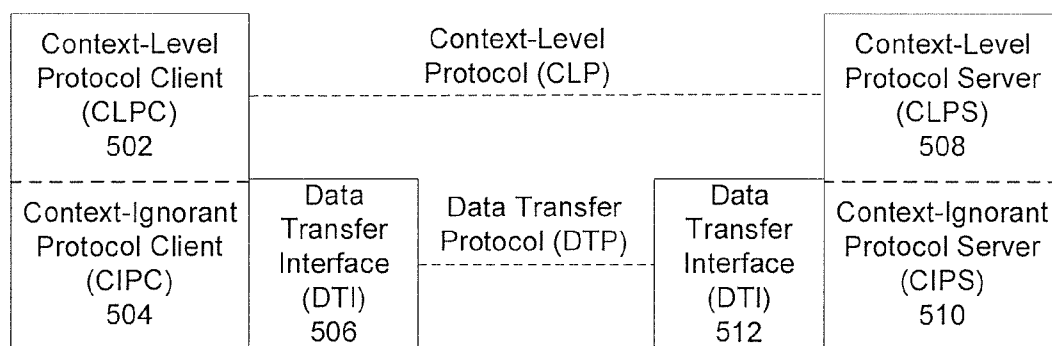 Context-Level
Protocol Client
(CLPC)
502
Context-Level
Protocol (CLP)
Context-Level
Protocol Server
(CLPS)
508
Context-Ignorant
Protocol Client
(CIPC)
504
Data
Transfer
Interface
(DTI)
506
Data Transfer
Protocol (DTP)
Data
Transfer
Interface
(DTI)
512
Context-Ignorant
Protocol Server
(CIPS)
510